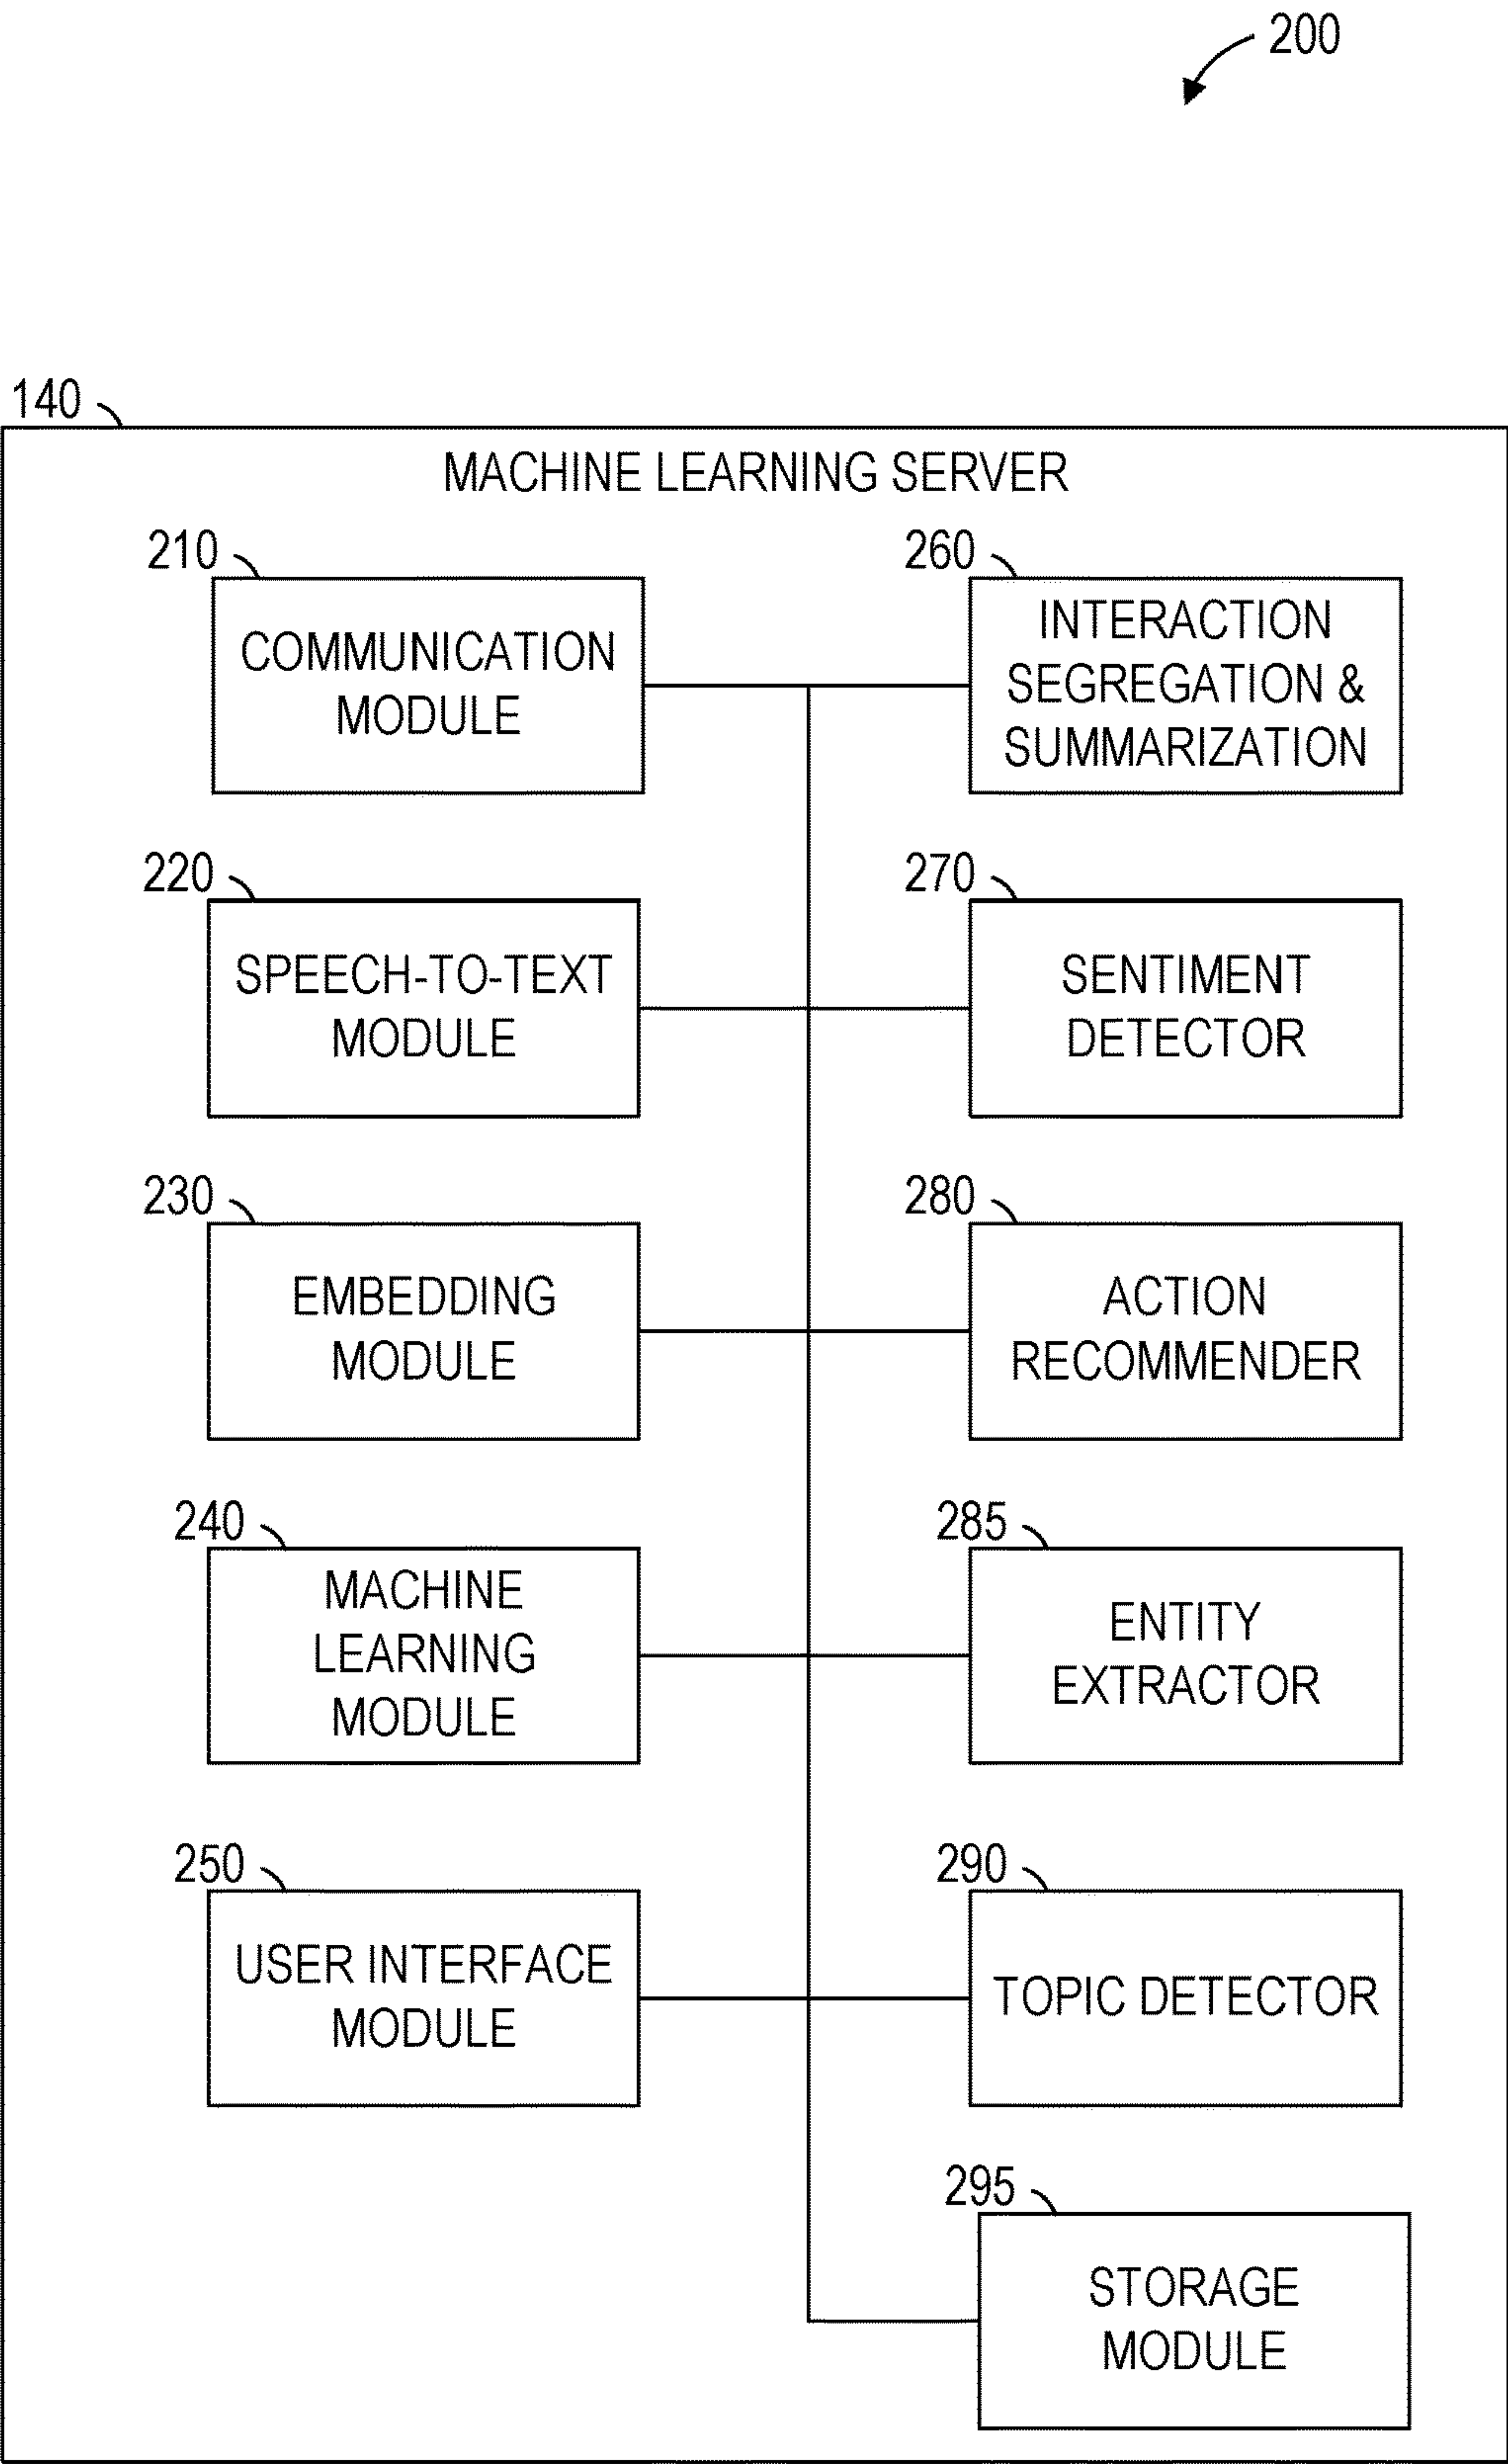 200
140
MACHINE LEARNING SERVER
210
COMMUNICATION
MODULE
260
INTERACTION
SEGREGATION &
SUMMARIZATION
220
SPEECH-TO-TEXT
MODULE
270
SENTIMENT
DETECTOR
230
EMBEDDING
MODULE
280
ACTION
RECOMMENDER
240
MACHINE
LEARNING
MODULE
285
ENTITY
EXTRACTOR
250
USER INTERFACE
MODULE
290
TOPIC DETECTOR
295
STORAGE
MODULE